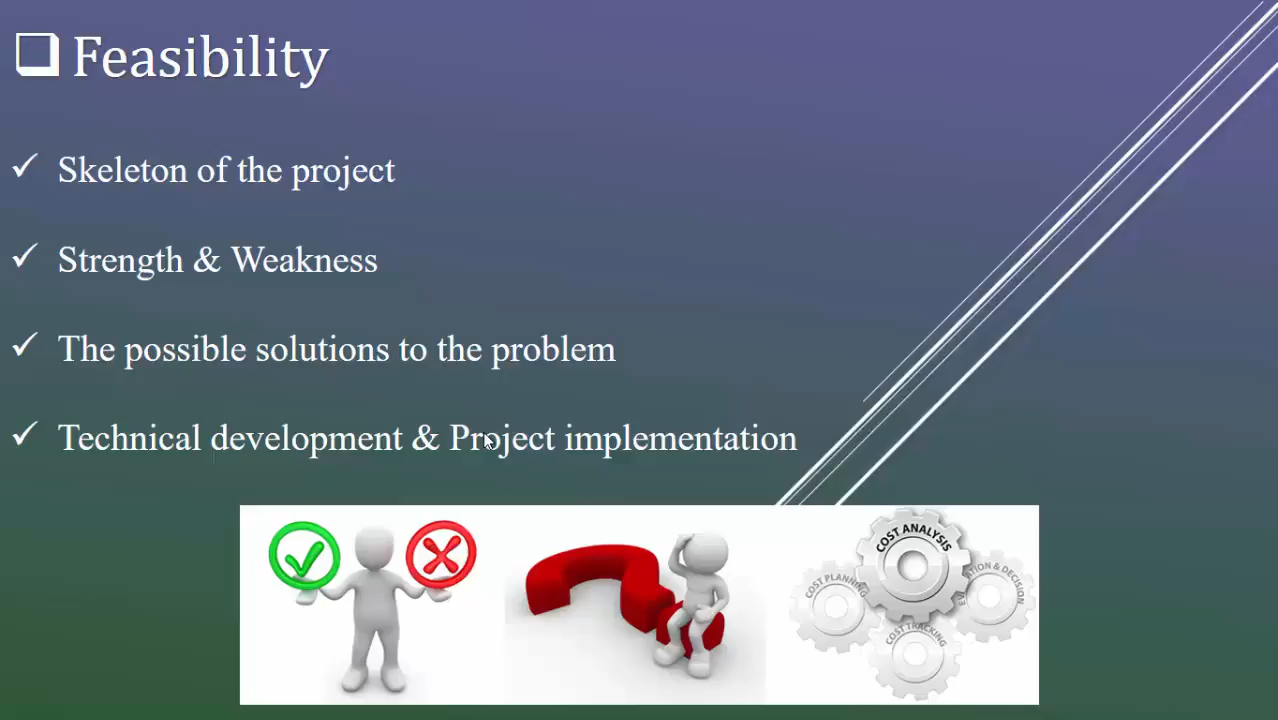 Feasibility
Skeleton of the project
Strength & Weakness
The possible solutions to the problem
Technical development & Project implementation
COST ANALYSIS
COST PLANNING
& DECISION
COST TRACKING